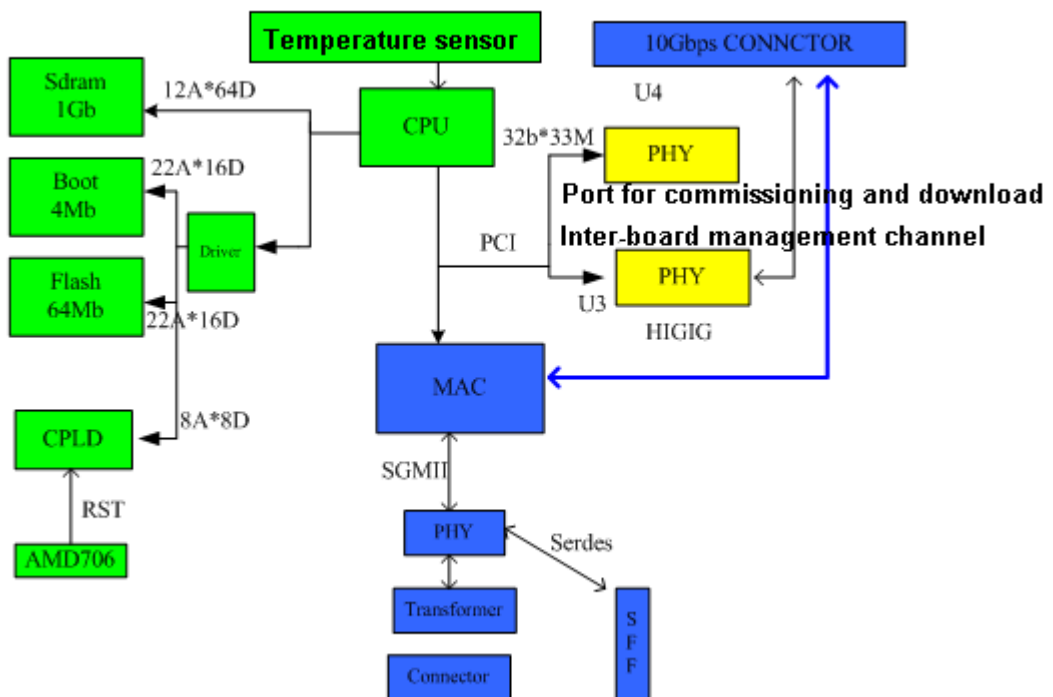 Temperature sensor
10Gbps CONNCTOR
Sdram
1Gb
12A*64D
CPU
U4
32b*33M
PHY
22A*16D
Boot
4Mb
Port for commissioning and download
Driver
PCI
Inter-board management channel
Flash
64Mb
PHY
U3
22A*16D
HIGIG
MAC
8A*8D
CPLD
SGMII
RST
PHY
Serdes
AMD706
Transformer
S
F
F
Connector